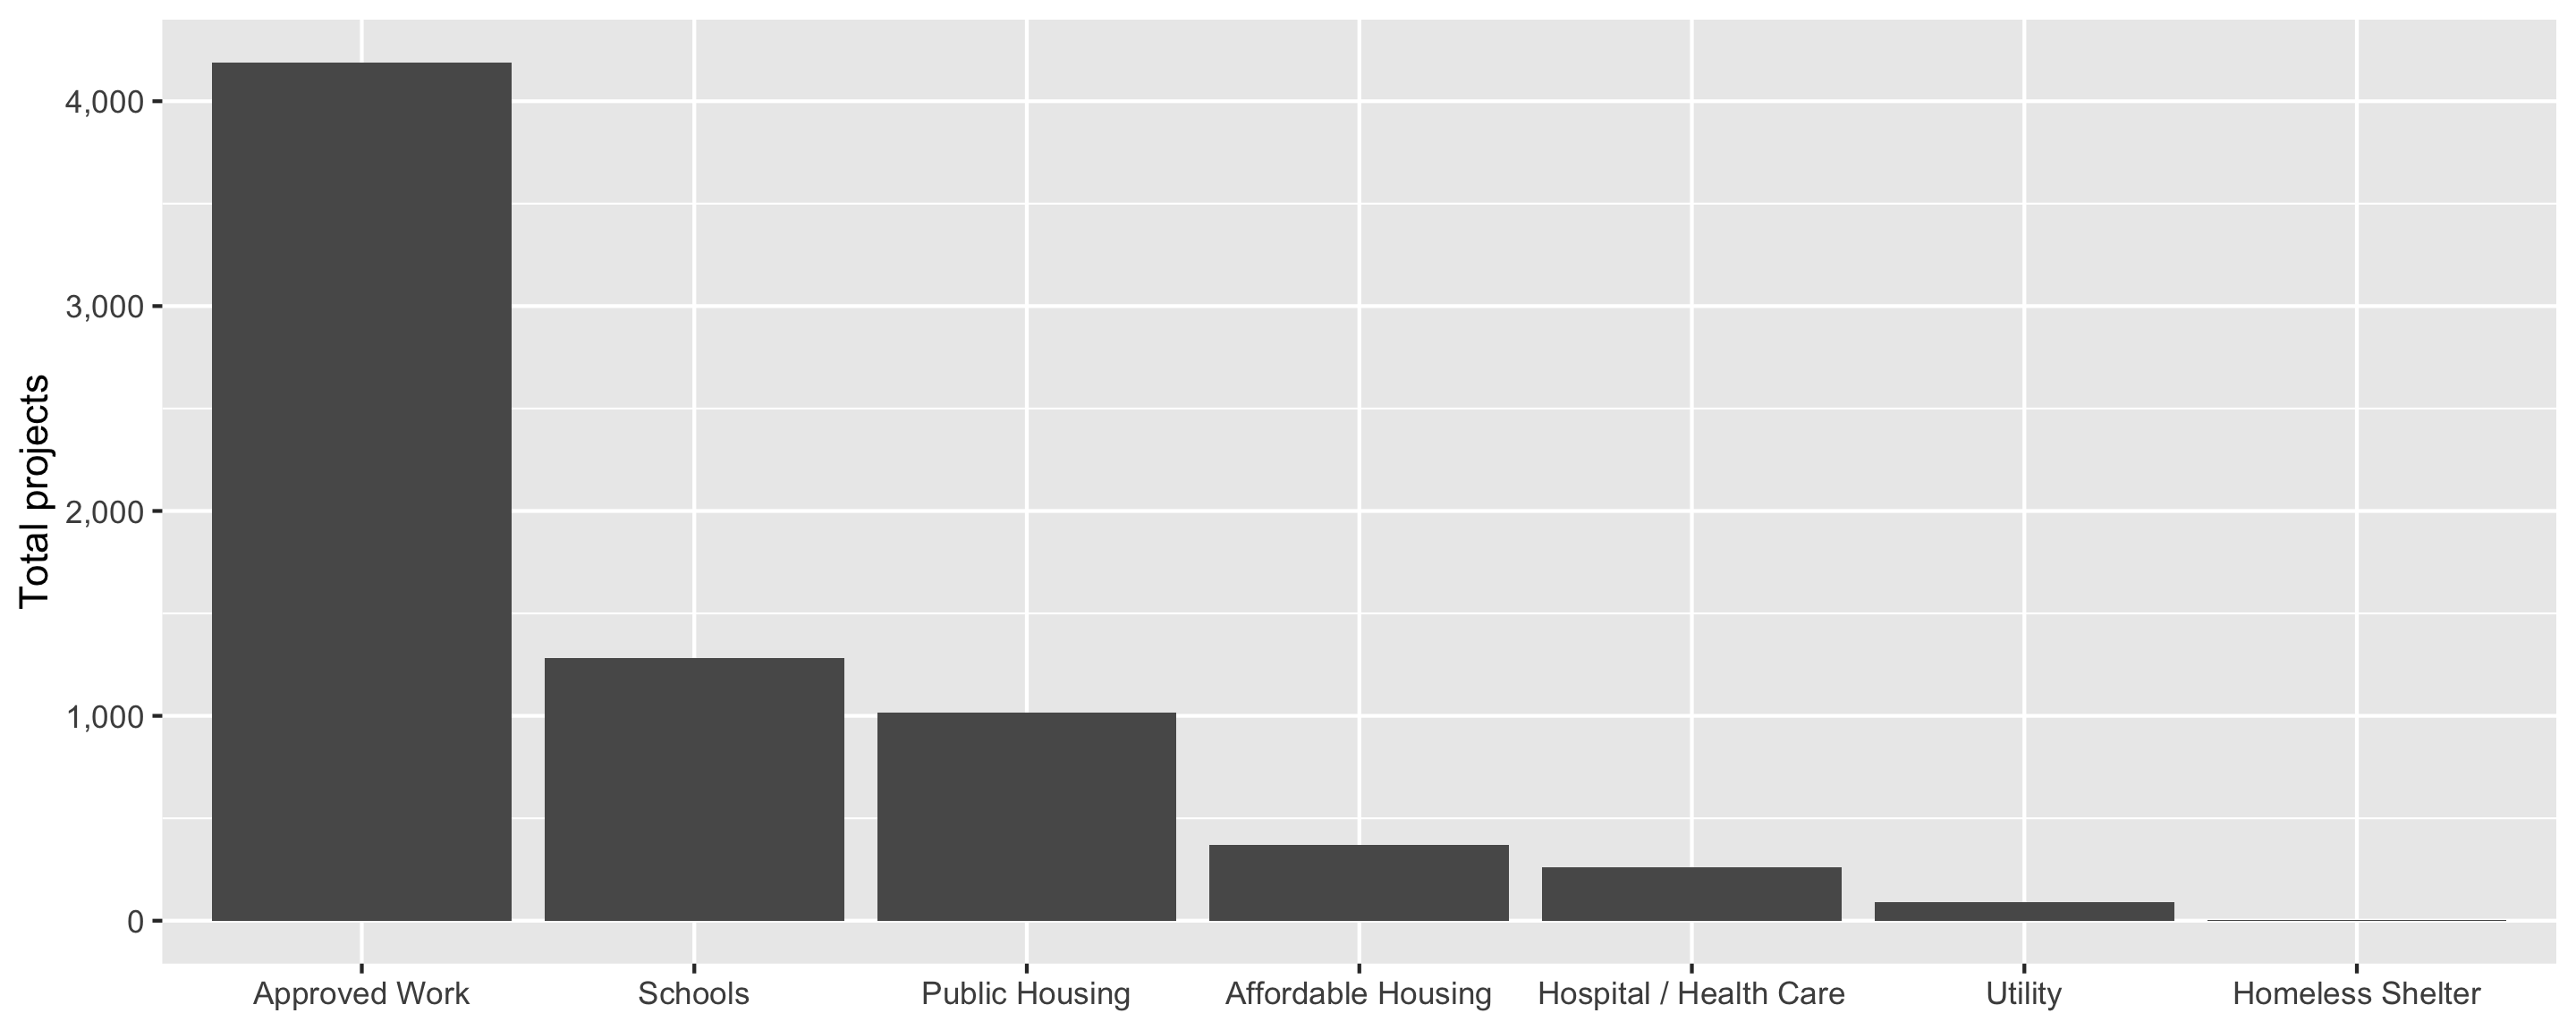 Total projects
4,000
3,000
2,000
1,000
0
Approved Work
Schools
Public Housing
Affordable Housing
Hospital / Health Care
Utility
Homeless Shelter